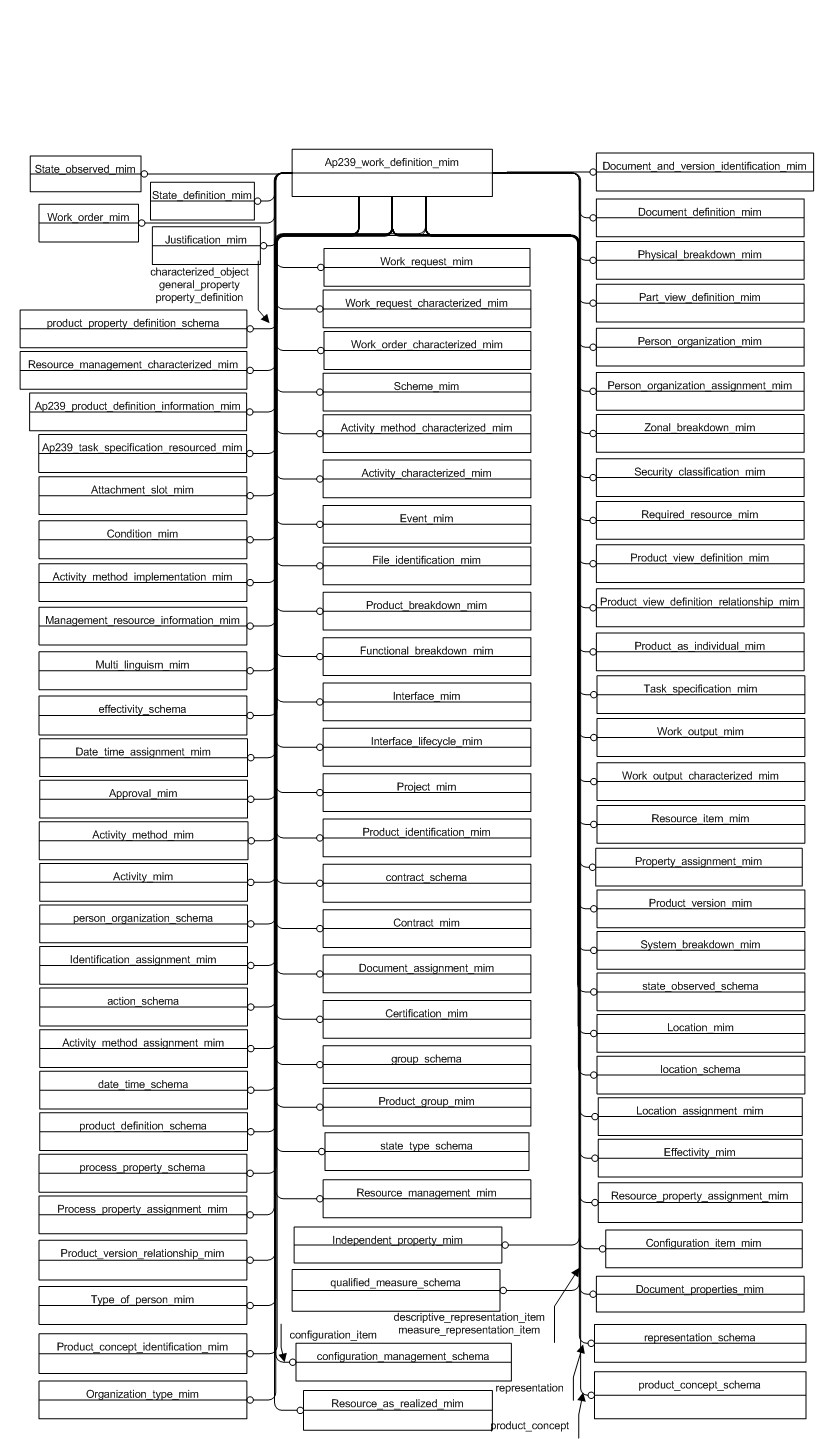 Ap239_work_definition_mim
State_observed_mim
State_definition_mim
Work_order_mim
Justification_mim
characterized_object
general_property
property_definition
product_property_definition_schema
Resource_management_characterized_mim
Ap239_product_definition_information_mim
Ap239_task_specification_resourced_mim
Attachment_slot_mim
Condition_mim
Activity_method_implementation_mim
Management_resource_information_mim
Multi_linguism_mim
effectivity_schema
Date_time_assignment_mim
Approval_mim
Activity_method_mim
Activity_mim
person_organization_schema
Identification_assignment_mim
action_schema
Activity_method_assignment_mim
date_time_schema
product_definition_schema
process_property_schema
Process_property_assignment_mim
Product_version_relationship_mim
Type_of_person_mim
Product_concept_identification_mim
Organization_type_mim
Work_request_mim
Work_request_characterized_mim
Work_order_characterized_mim
Scheme_mim
Activity_method_characterized_mim
Activity_characterized_mim
Event_mim
File_identification_mim
Product_breakdown_mim
Functional_breakdown_mim
Interface_mim
Interface_lifecycle_mim
Project_mim
Product_identification_mim
contract_schema
Contract_mim
Document_assignment_mim
Certification_mim
group_schema
Product_group_mim
state_type_schema
Resource_management_mim
Independent_property_mim
qualified_measure_schema
descriptive_representation_item
measure_representation_item
configuration_item
configuration_management_schema
Resource_as_realized_mim
Document_and_version_identification_mim
Document_definition_mim
Physical_breakdown_mim
Part_view_definition_mim
Person_organization_mim
Person_organization_assignment_mim
Zonal_breakdown_mim
Security_classification_mim
Required_resource_mim
Product_view_definition_mim
Product_view_definition_relationship_mim
Product_as_individual_mim
Task_specification_mim
Work_output_mim
Work_output_characterized_mim
Resource_item_mim
Property_assignment_mim
Product_version_mim
System_breakdown_mim
state_observed_schema
Location_mim
location_schema
Location_assignment_mim
Effectivity_mim
Resource_property_assignment_mim
Configuration_item_mim
Document_properties_mim
representation_schema
representation
product_concept_schema
product_concept